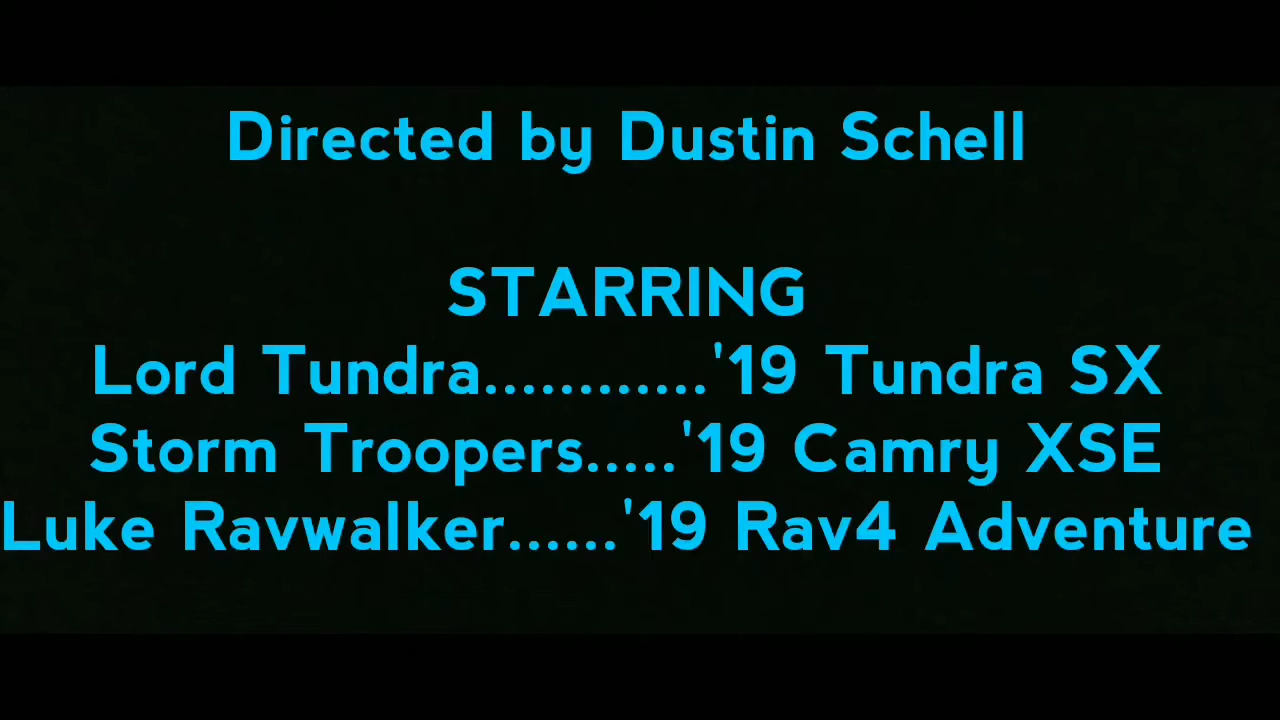 Directed by Dustin Schell
STARRING
Lord Tundra............'19 Tundra SX
Storm Troopers.....'19 Camry XSE
Luke Ravwalker......'19 Rav4 Adventure